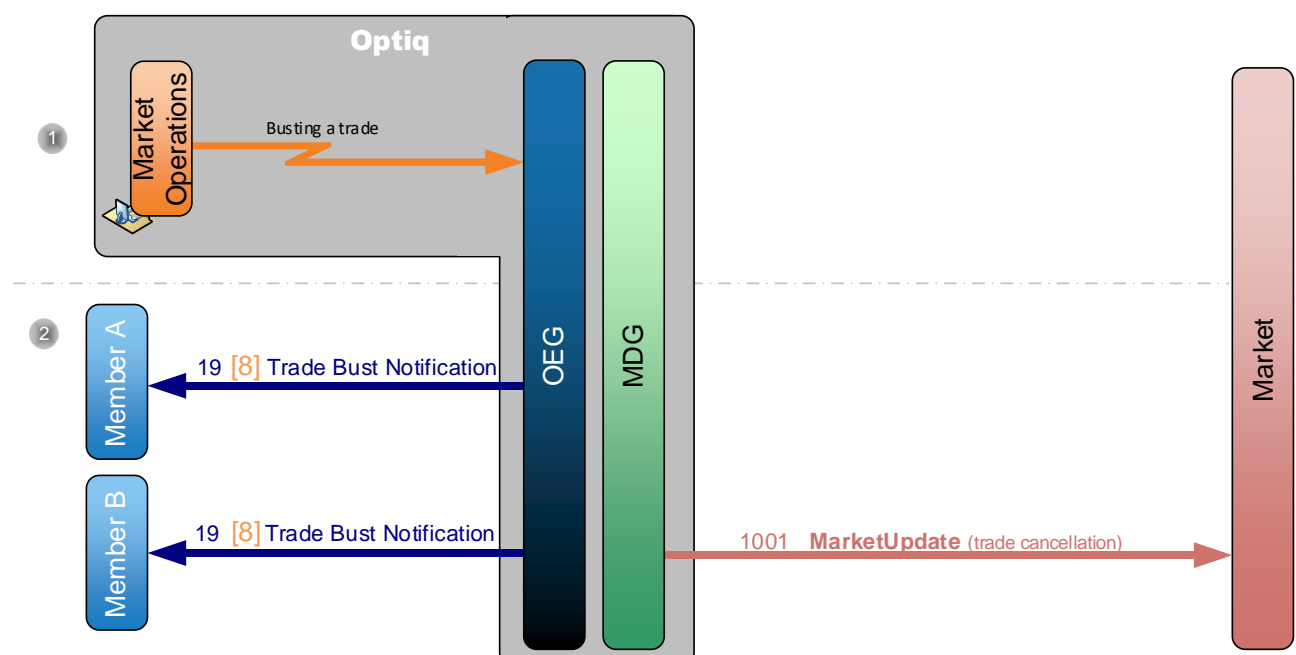 Optiq
1
Market
Operations
Busting a trade
2
Member A
19 [8] Trade Bust Notification
OEG
MDG
Market
Member B
19 [8] Trade Bust Notification
1001 MarketUpdate (trade cancellation)